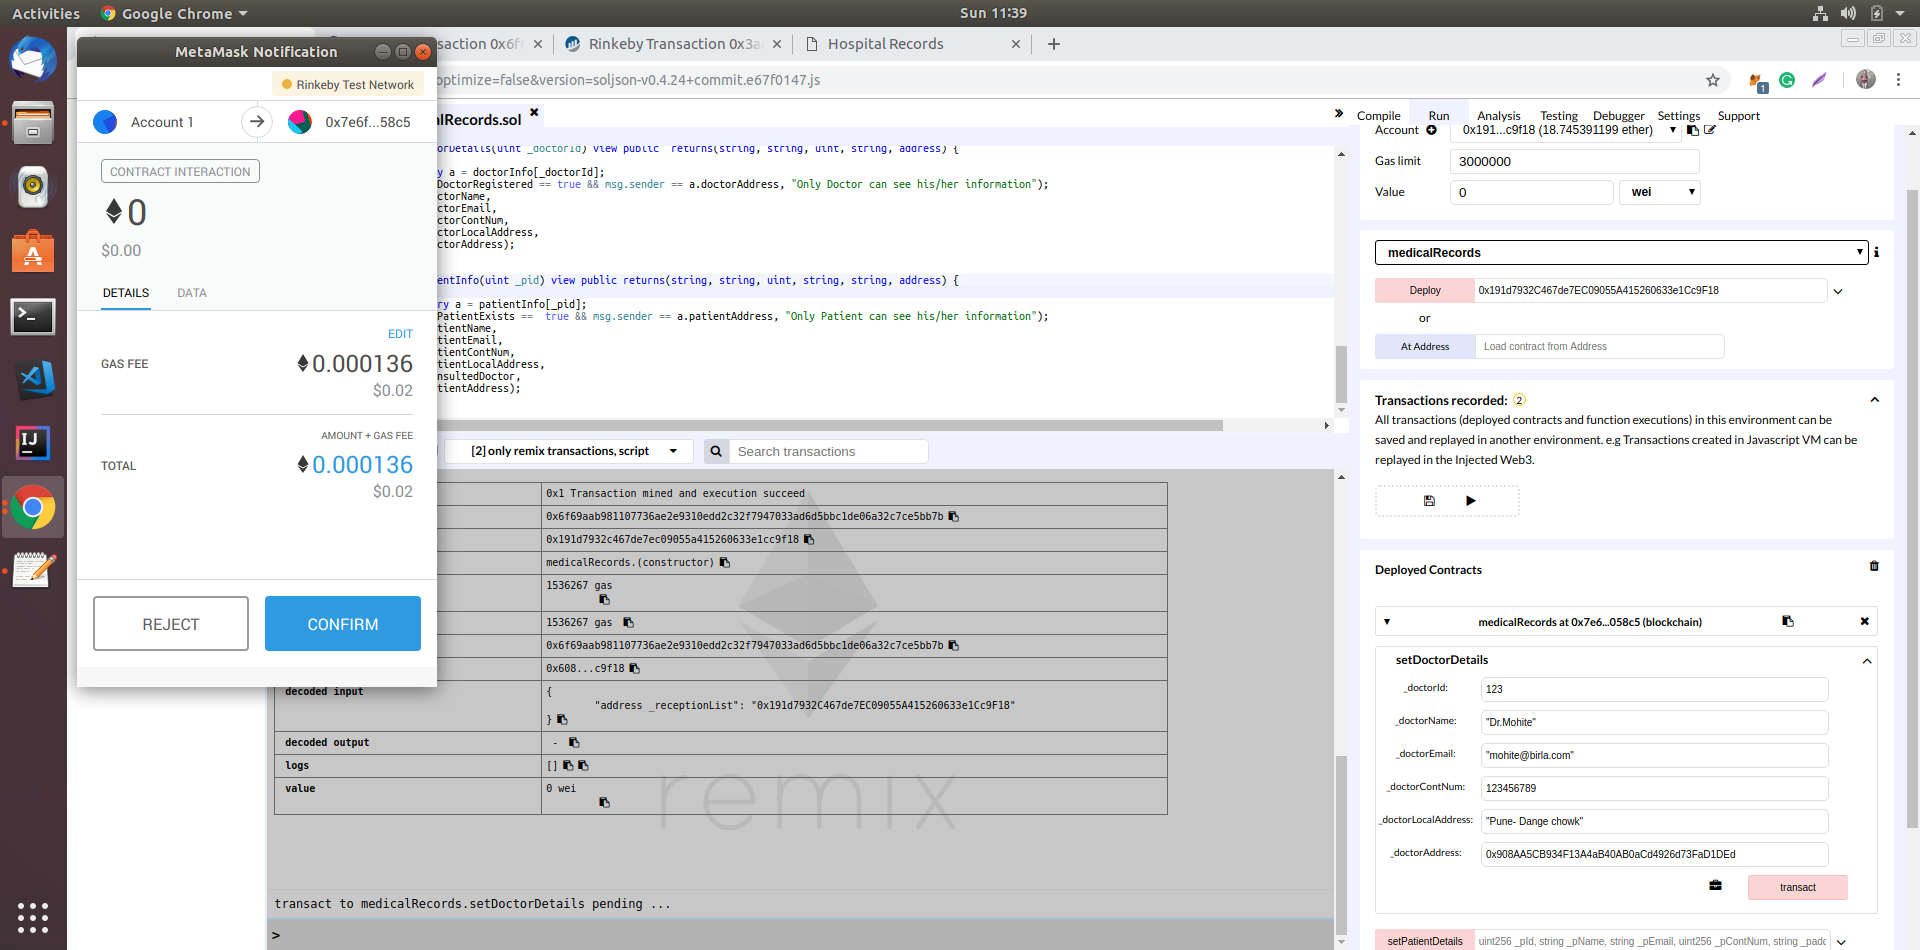 Activities
Google Chrome
Sun 11:39
MetaMask Notification
saction 0x6f
Rinkeby Transaction 0x3a
Hospital Records
optimize=false&version=soljson-v0.4.24+commit.e67f0147.js
1
Rinkeby Test Network
Account 1
0x7e6f...58c5
CONTRACT INTERACTION
0
$0.00
DETAILS
DATA
EDIT
GAS FEE
0.000136
$0.02
AMOUNT + GAS FEE
TOTAL
0.000136
$0.02
REJECT
CONFIRM
lRecords.sol
orDetails(uint _doctorId) view public  returns(string, string, uint, string, address) {
y a = doctorInfo[_doctorId];
DoctorRegistered == true && msg.sender == a.doctorAddress, "Only Doctor can see his/her information");
ctorName,
ctorEmail,
ctorContNum,
ctorLocalAddress,
ctorAddress);
entInfo(uint _pid) view public returns(string, string, uint, string, string, address) {
ry a = patientInfo[_pid];
PatientExists ==  true && msg.sender == a.patientAddress, "Only Patient can see his/her information");
tientName,
tientEmail,
tientContNum,
tientLocalAddress,
nsultedDoctor,
tientAddress);
[2] only remix transactions, script
Search transactions
0x1 Transaction mined and execution succeed
0x6f69aab981107736ae2e9310edd2c32f7947033ad6d5bbc1de06a32c7ce5bb7b
0x191d7932c467de7ec09055a415260633e1cc9f18
medicalRecords.(constructor)
1536267 gas
1536267 gas
0x6f69aab981107736ae2e9310edd2c32f7947033ad6d5bbc1de06a32c7ce5bb7b
0x608...c9f18
decoded input
{
"address _receptionList": "0x191d7932C467de7EC09055A415260633e1Cc9F18"
}
decoded output
-
logs
[]
value
0 wei
remix
transact to medicalRecords.setDoctorDetails pending ...
>
Compile
Run
Analysis
Testing
Debugger
Settings
Support
Account
0x191...c9f18 (18.745391199 ether)
Gas limit
3000000
Value
0
wei
medicalRecords
Deploy
0x191d7932C467de7EC09055A415260633e1Cc9F18
or
At Address
Load contract from Address
Transactions recorded: 2
All transactions (deployed contracts and function executions) in this environment can be
saved and replayed in another environment. e.g Transactions created in Javascript VM can be
replayed in the Injected Web3.
Deployed Contracts
medicalRecords at 0x7e6...058c5 (blockchain)
setDoctorDetails
_doctorId:
123
_doctorName:
"Dr.Mohite"
_doctorEmail:
"mohite@birla.com"
_doctorContNum:
123456789
_doctorLocalAddress:
"Pune- Dange chowk"
_doctorAddress:
0x908AA5CB934F13A4aB40AB0aCd4926d73FaD1DEd
transact
setPatientDetails
uint256 _pId, string _pName, string _pEmail, uint256 _pContNum, string _padd